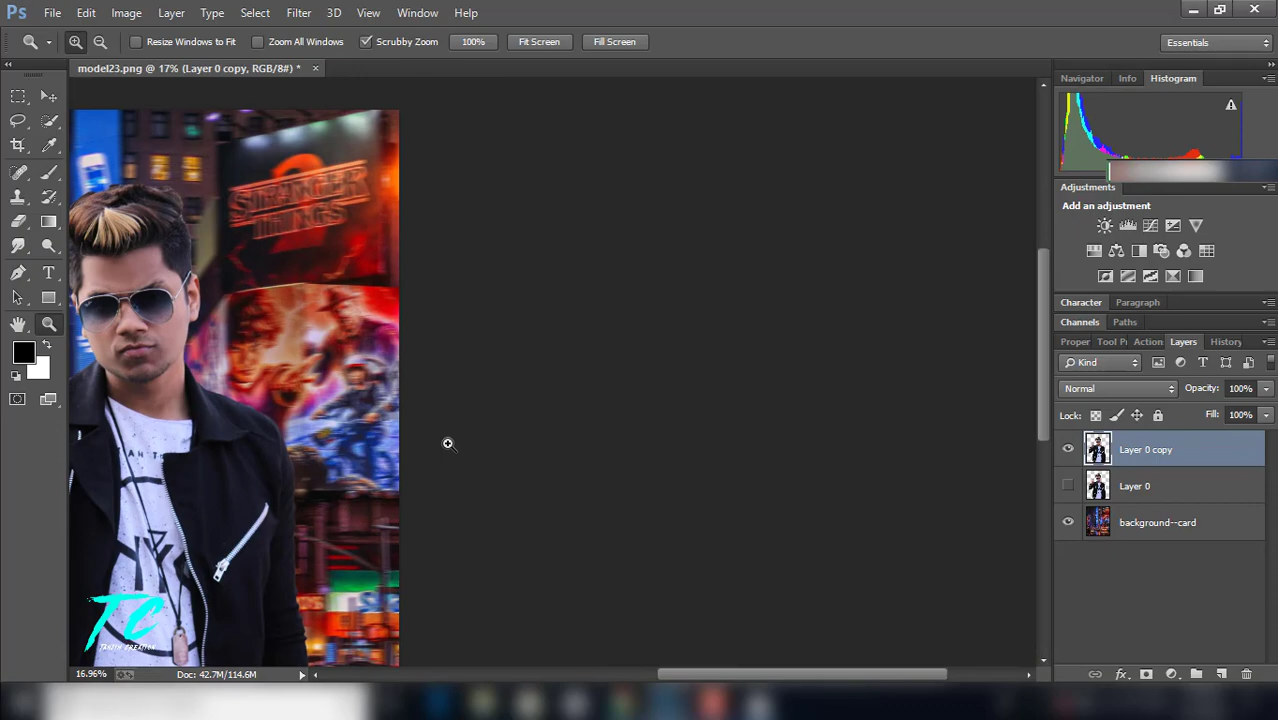 Ps File Edit Image Layer Type Select Filter 3D View Window Help
Resize Windows to Fit Zoom All Windows Scrubby Zoom 100% Fit Screen Fill Screen Essentials
model23.png @ 17% (Layer 0 copy, RGB/8#) * ×
Navigator Info Histogram
Adjustments
Add an adjustment
Character Paragraph
Channels Paths
Proper Tool P Action Layers History
Kind
Normal Opacity: 100%
Lock: Fill: 100%
Layer 0 copy
Layer 0
background--card
STRANGER
THINGS
2
TC
16.96% Doc: 42.7M/114.6M